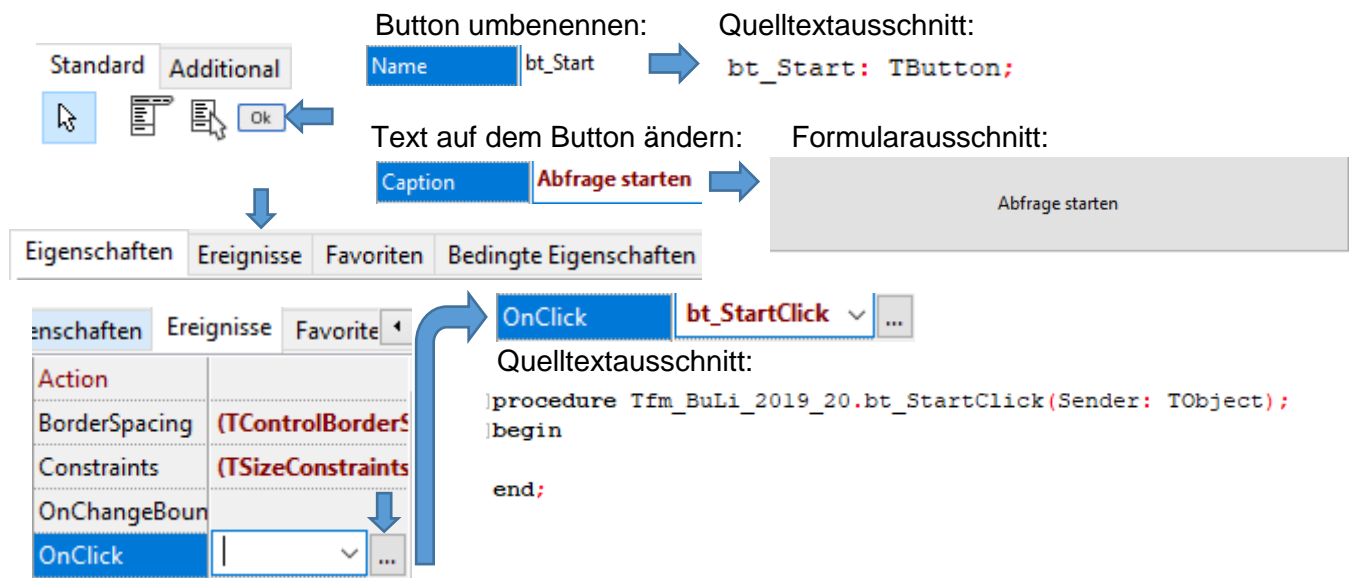 Button umbenennen:
Quelltextausschnitt:
Standard
Additional
Name
bt_Start
bt_Start: TButton;
Ok
Text auf dem Button ändern:
Formularausschnitt:
Caption
Abfrage starten
Abfrage starten
Eigenschaften
Ereignisse
Favoriten
Bedingte Eigenschaften
enschaften
Ereignisse
Favorite
OnClick
bt_StartClick
...
Quelltextausschnitt:
Action
procedure Tfm_BuLi_2019_20.bt_StartClick(Sender: TObject);
BorderSpacing
(TControlBorderS
begin
Constraints
(TSizeConstraints
end;
OnChangeBoun
OnClick
...